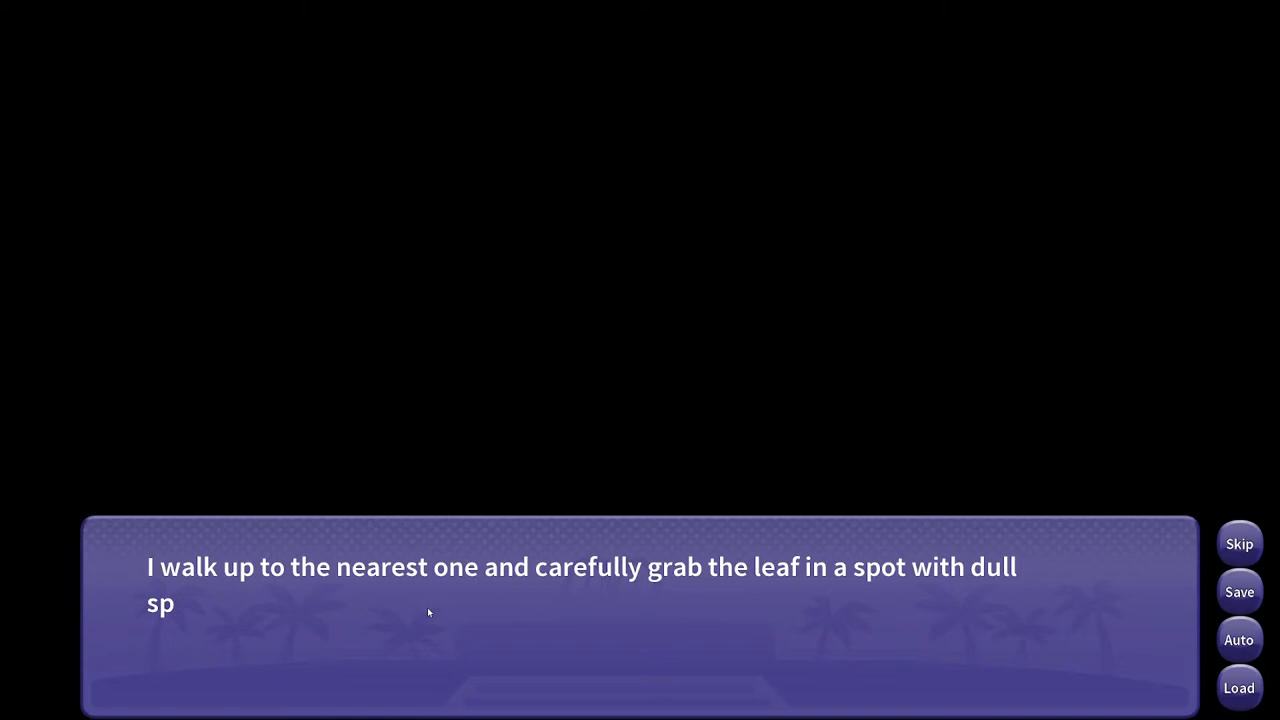 I walk up to the nearest one and carefully grab the leaf in a spot with dull
sp
Skip
Save
Auto
Load